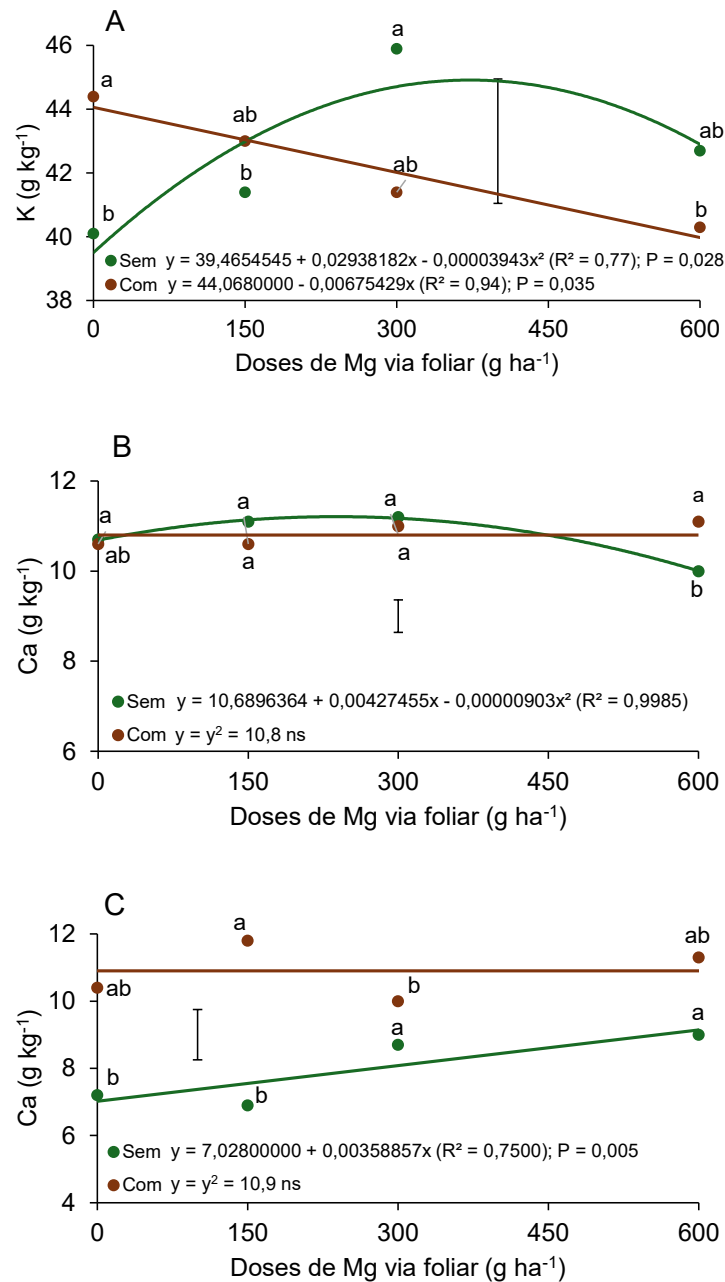 A
46
44
42
40
38
K (g kg⁻¹)
a
b
ab
b
a
ab
ab
b
Sem y = 39,4654545 + 0,02938182x - 0,00003943x² (R² = 0,77); P = 0,028
Com y = 44,0680000 - 0,00675429x (R² = 0,94); P = 0,035
0 150 300 450 600
Doses de Mg via foliar (g ha⁻¹)
B
12
10
8
6
Ca (g kg⁻¹)
a
ab
a
a
a
a
a
b
Sem y = 10,6896364 + 0,00427455x - 0,00000903x² (R² = 0,9985)
Com y = y² = 10,8 ns
0 150 300 450 600
Doses de Mg via foliar (g ha⁻¹)
C
12
10
8
6
4
Ca (g kg⁻¹)
ab
b
a
b
b
a
ab
a
Sem y = 7,02800000 + 0,00358857x (R² = 0,7500); P = 0,005
Com y = y² = 10,9 ns
0 150 300 450 600
Doses de Mg via foliar (g ha⁻¹)